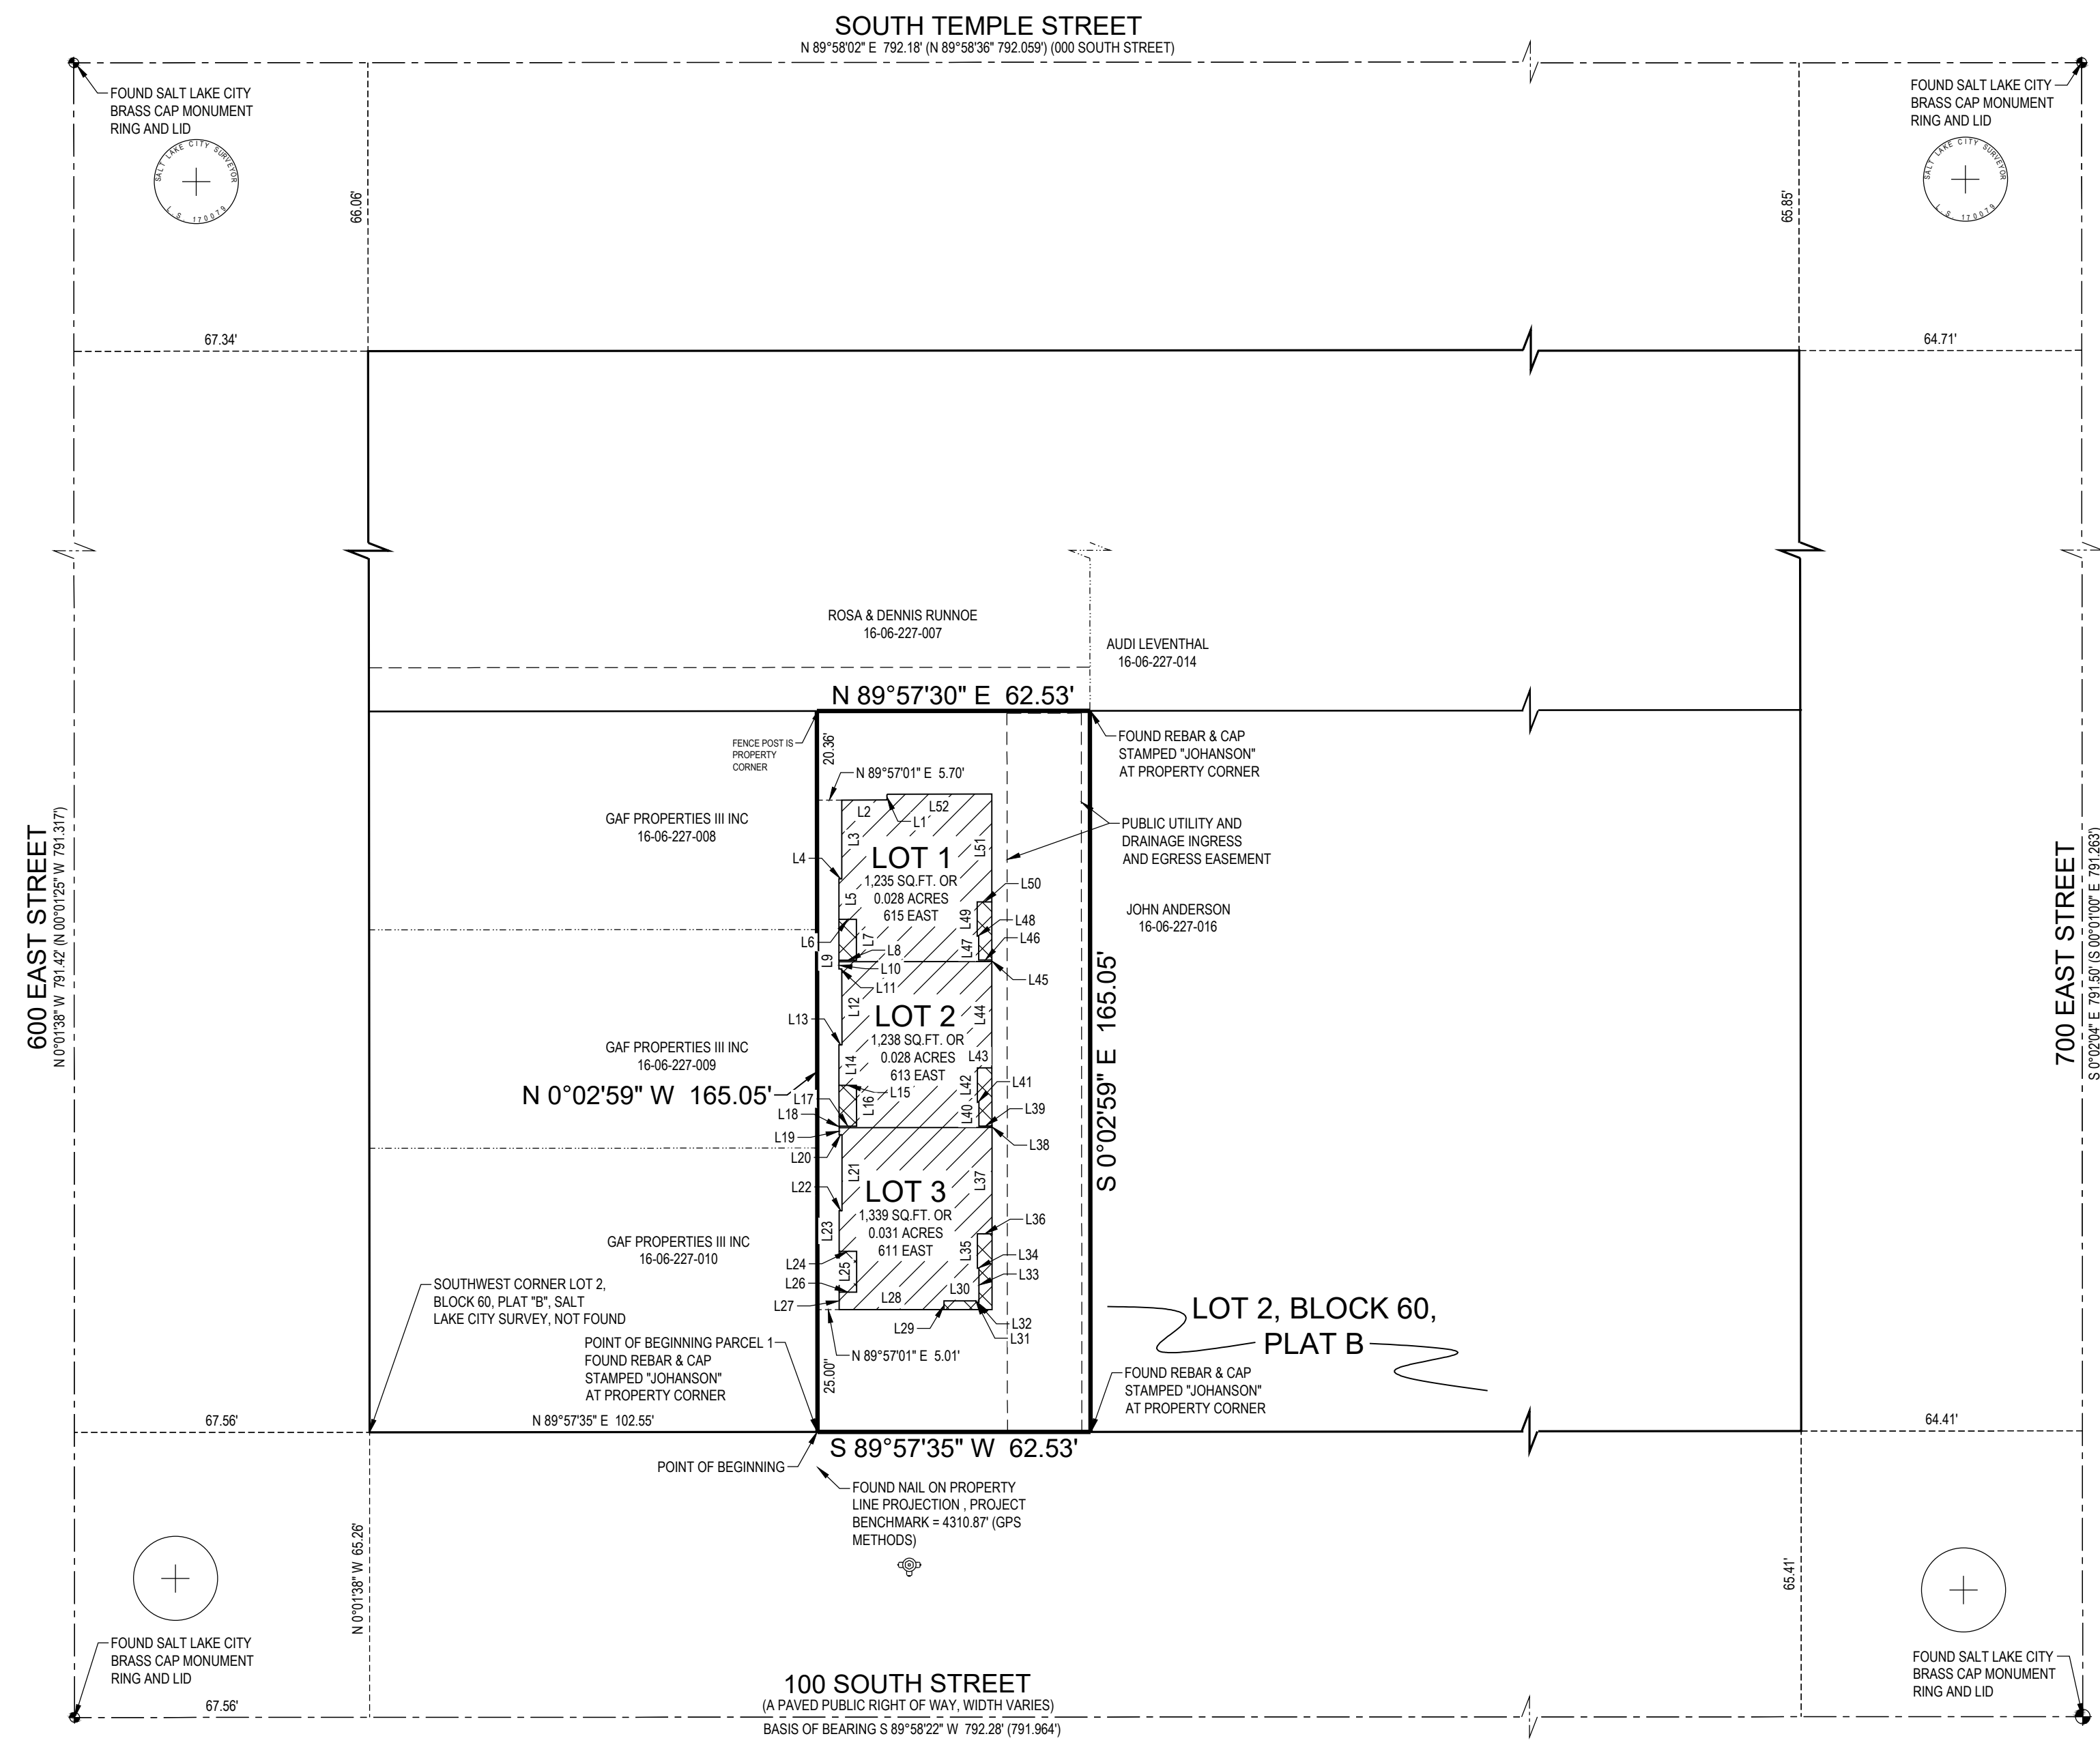 SOUTH TEMPLE STREET
N 89°58'02" E 792.18' (N 89°58'36" 792.059') (000 SOUTH STREET)
FOUND SALT LAKE CITY
BRASS CAP MONUMENT
RING AND LID
SALT LAKE CITY SURVEYOR
L.S. 170079
FOUND SALT LAKE CITY
BRASS CAP MONUMENT
RING AND LID
SALT LAKE CITY SURVEYOR
L.S. 170079
66.06'
65.85'
67.34'
64.71'
ROSA & DENNIS RUNNOE
16-06-227-007
AUDI LEVENTHAL
16-06-227-014
N 89°57'30" E 62.53'
FENCE POST IS
PROPERTY
CORNER
20.36'
FOUND REBAR & CAP
STAMPED "JOHANSON"
AT PROPERTY CORNER
N 89°57'01" E 5.70'
GAF PROPERTIES III INC
16-06-227-008
PUBLIC UTILITY AND
DRAINAGE INGRESS
AND EGRESS EASEMENT
L2
L52
L1
L3
L51
L4
LOT 1
1,235 SQ.FT. OR
0.028 ACRES
615 EAST
L5
L50
L49
L48
L6
L7
L8
L47
L46
L9
L10
L45
L11
JOHN ANDERSON
16-06-227-016
600 EAST STREET
N 0°01'38" W 791.42' (N 00°01'25" W 791.317')
700 EAST STREET
S 0°02'04" E 791.50' (S 00°01'00" E 791.263')
L12
L13
L44
LOT 2
1,238 SQ.FT. OR
0.028 ACRES
613 EAST
L43
L14
L15
L42
L41
L16
L17
L40
L39
L18
L19
L38
L20
GAF PROPERTIES III INC
16-06-227-009
N 0°02'59" W 165.05'
S 0°02'59" E 165.05'
L21
L37
L22
LOT 3
1,339 SQ.FT. OR
0.031 ACRES
611 EAST
L23
L36
L35
L34
L24
L25
L33
L26
L30
L27
L28
L29
L32
L31
GAF PROPERTIES III INC
16-06-227-010
SOUTHWEST CORNER LOT 2,
BLOCK 60, PLAT "B", SALT
LAKE CITY SURVEY, NOT FOUND
POINT OF BEGINNING PARCEL 1
FOUND REBAR & CAP
STAMPED "JOHANSON"
AT PROPERTY CORNER
N 89°57'01" E 5.01'
25.00"
LOT 2, BLOCK 60,
PLAT B
FOUND REBAR & CAP
STAMPED "JOHANSON"
AT PROPERTY CORNER
67.56'
N 89°57'35" E 102.55'
64.41'
S 89°57'35" W 62.53'
POINT OF BEGINNING
FOUND NAIL ON PROPERTY
LINE PROJECTION , PROJECT
BENCHMARK = 4310.87' (GPS
METHODS)
N 0°01'38" W 65.26'
65.41'
FOUND SALT LAKE CITY
BRASS CAP MONUMENT
RING AND LID
FOUND SALT LAKE CITY
BRASS CAP MONUMENT
RING AND LID
67.56'
100 SOUTH STREET
(A PAVED PUBLIC RIGHT OF WAY, WIDTH VARIES)
BASIS OF BEARING S 89°58'22" W 792.28' (791.964')